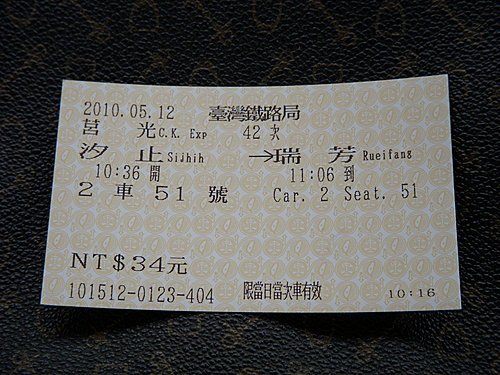 2010.05.12 臺灣鐵路局
莒 光 C.K. Exp 42 次
汐 止 Sijhih →瑞 芳 Rueifang
10:36 開 11:06 到
2 車 51 號 Car. 2 Seat. 51
NT$34元
101512-0123-404 限當日當次車有效 10:16